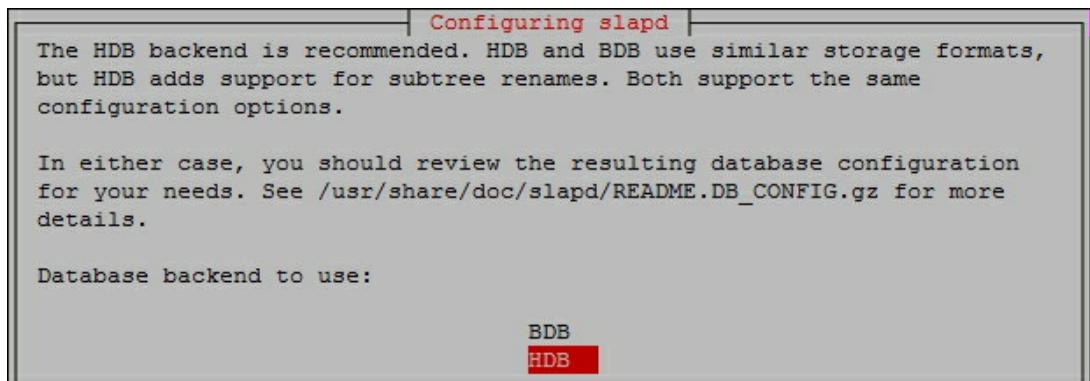 Configuring slapd
The HDB backend is recommended. HDB and BDB use similar storage formats,
but HDB adds support for subtree renames. Both support the same
configuration options.
In either case, you should review the resulting database configuration
for your needs. See /usr/share/doc/slapd/README.DB_CONFIG.gz for more
details.
Database backend to use:
BDB
HDB